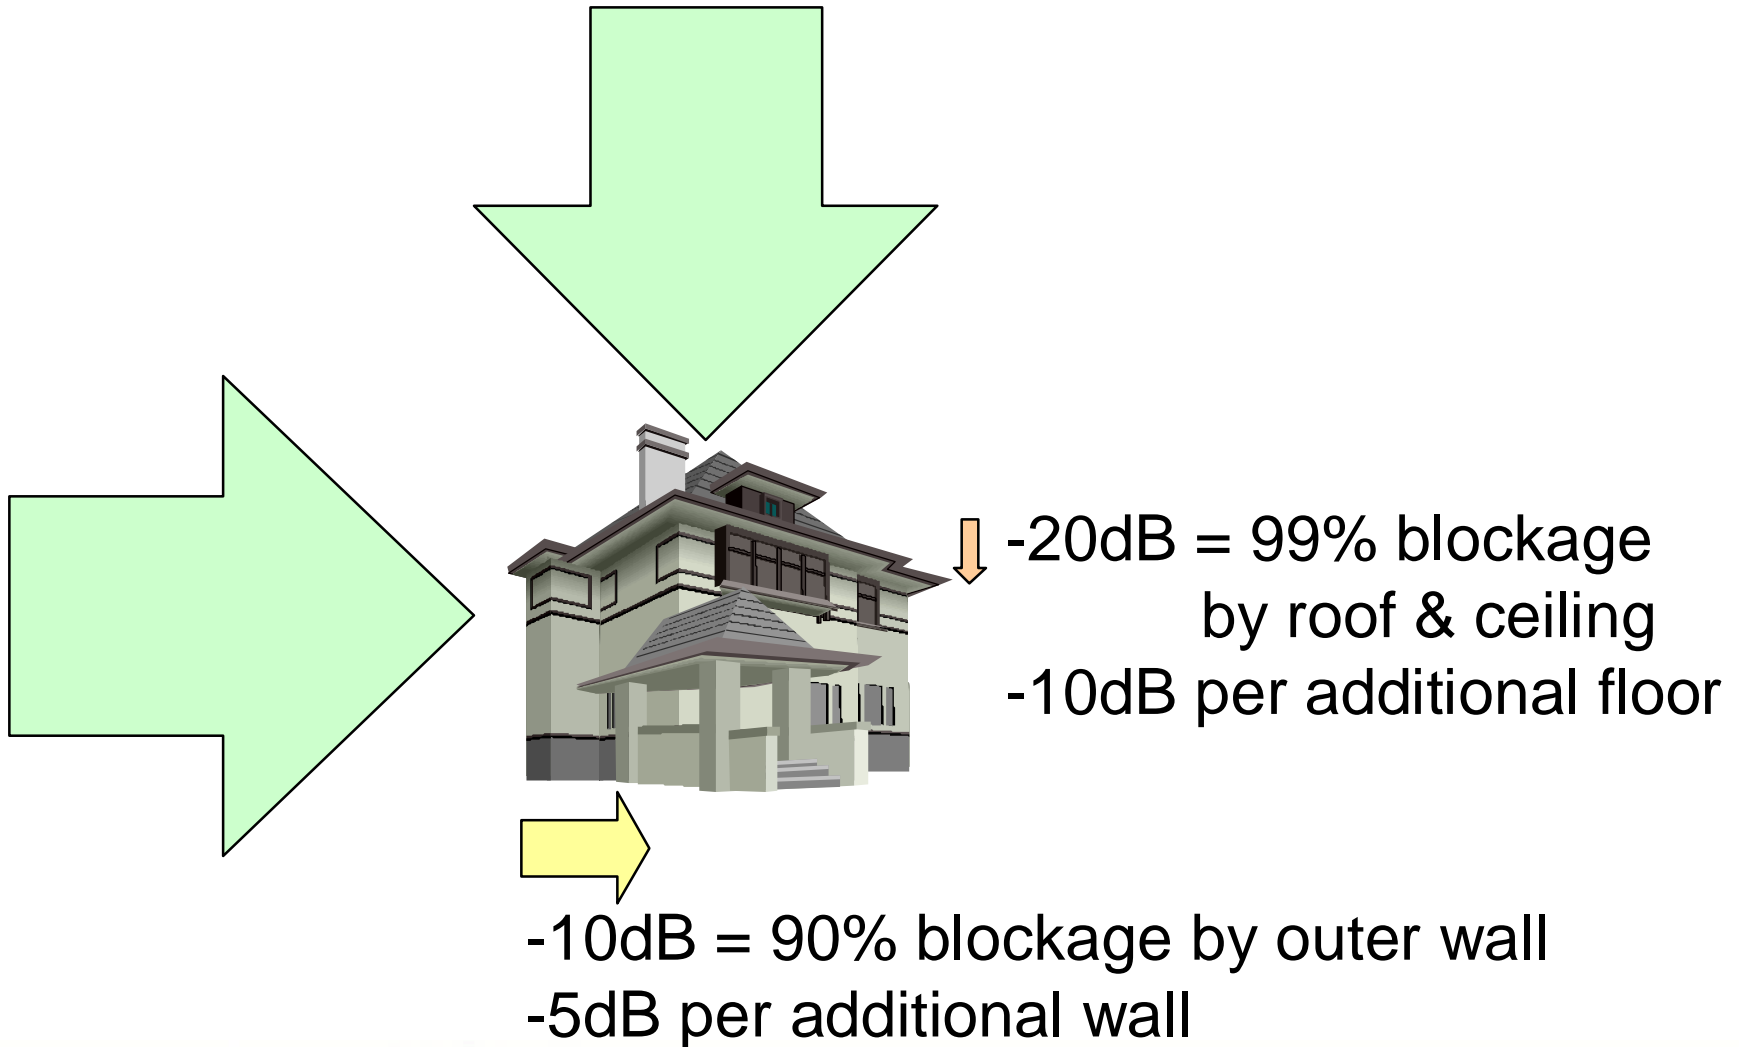 -20dB = 99% blockage
by roof & ceiling
-10dB per additional floor
-10dB = 90% blockage by outer wall
-5dB per additional wall